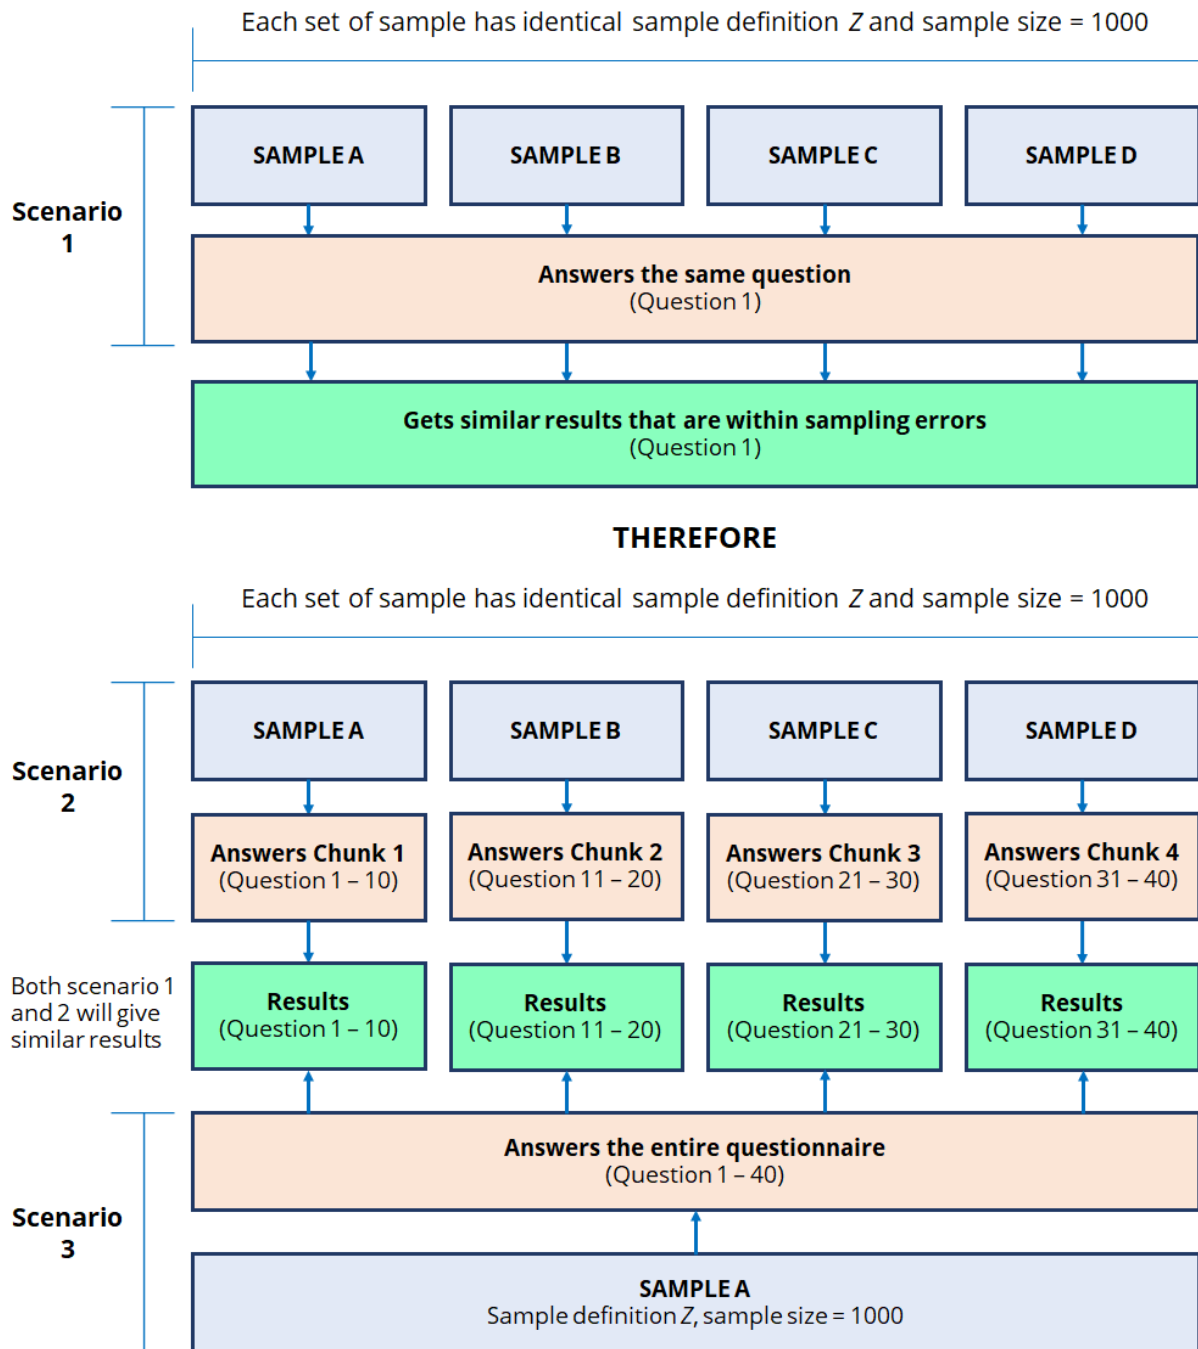 Each set of sample has identical sample definition Z and sample size = 1000
SAMPLE A
SAMPLE B
SAMPLE C
SAMPLE D
Scenario
1
Answers the same question
(Question 1)
Gets similar results that are within sampling errors
(Question 1)
THEREFORE
Each set of sample has identical sample definition Z and sample size = 1000
SAMPLE A
SAMPLE B
SAMPLE C
SAMPLE D
Scenario
2
Answers Chunk 1
(Question 1 – 10)
Answers Chunk 2
(Question 11 – 20)
Answers Chunk 3
(Question 21 – 30)
Answers Chunk 4
(Question 31 – 40)
Both scenario 1
and 2 will give
similar results
Results
(Question 1 – 10)
Results
(Question 11 – 20)
Results
(Question 21 – 30)
Results
(Question 31 – 40)
Answers the entire questionnaire
(Question 1 – 40)
Scenario
3
SAMPLE A
Sample definition Z, sample size = 1000